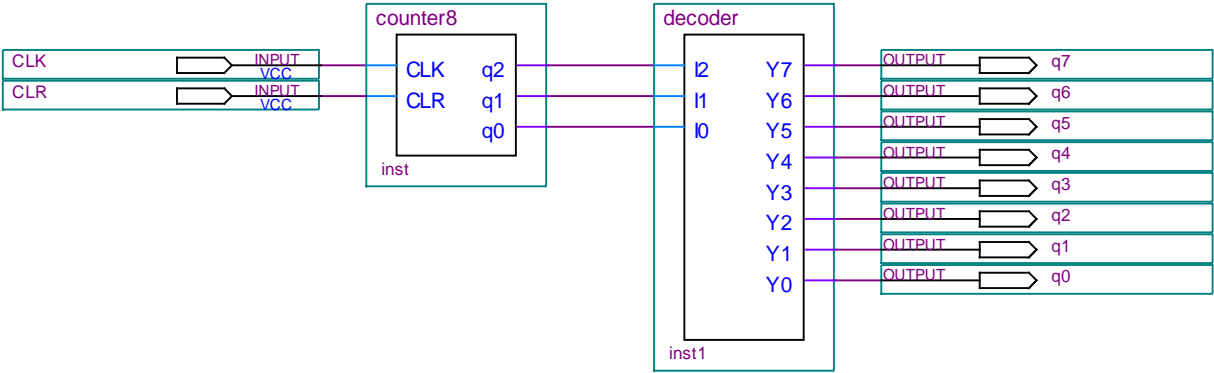 counter8 decoder
CLK INPUT VCC CLK q2 I2 Y7 OUTPUT q7
CLR INPUT VCC CLR q1 I1 Y6 OUTPUT q6
q0 I0 Y5 OUTPUT q5
Y4 OUTPUT q4
inst
Y3 OUTPUT q3
Y2 OUTPUT q2
Y1 OUTPUT q1
Y0 OUTPUT q0
inst1